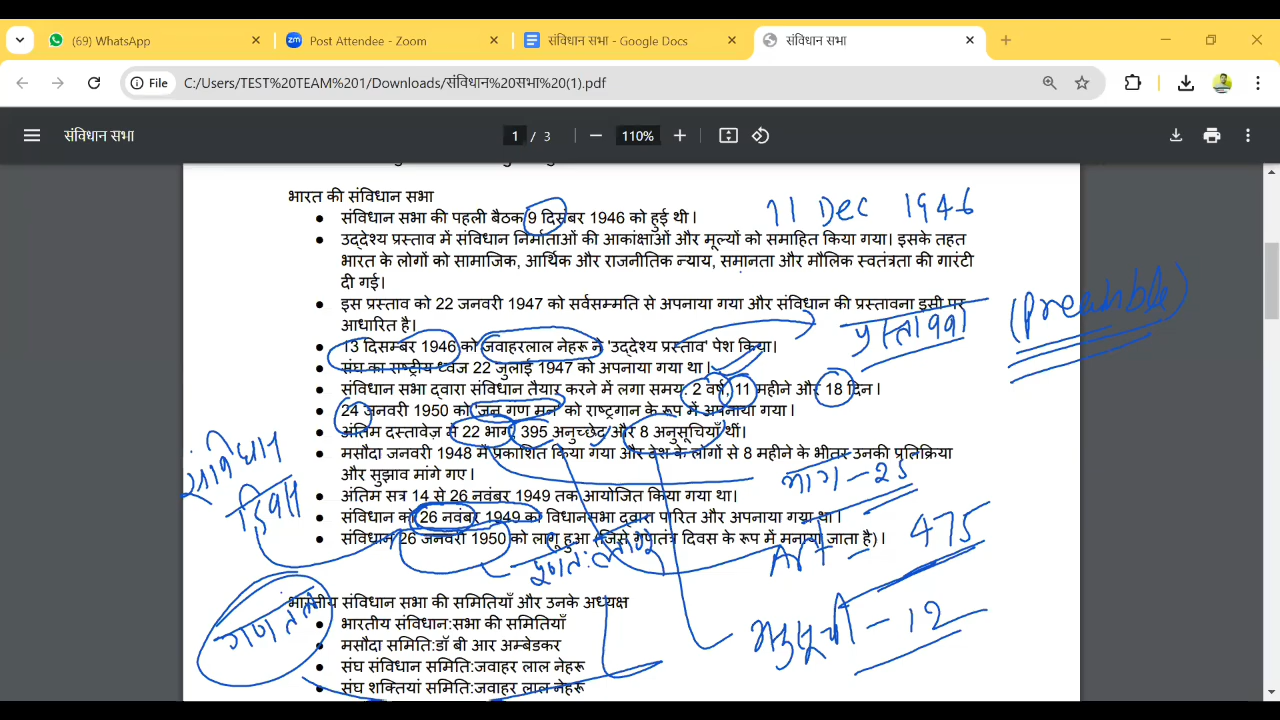 (69) WhatsApp
Post Attendee - Zoom
संविधान सभा - Google Docs
संविधान सभा
File
C:/Users/TEST%20TEAM%201/Downloads/संविधान%20सभा%20(1).pdf
संविधान सभा
1 / 3
110%
भारत की संविधान सभा
संविधान सभा की पहली बैठक 9 दिसंबर 1946 को हुई थी।
11 Dec 1946
उद्देश्य प्रस्ताव में संविधान निर्माताओं की आकांक्षाओं और मूल्यों को समाहित किया गया। इसके तहत
भारत के लोगों को सामाजिक, आर्थिक और राजनीतिक न्याय, समानता और मौलिक स्वतंत्रता की गारंटी
दी गई।
इस प्रस्ताव को 22 जनवरी 1947 को सर्वसम्मति से अपनाया गया और संविधान की प्रस्तावना इसी पर
आधारित है।
(Preamble)
13 दिसम्बर 1946 को जवाहरलाल नेहरू ने 'उद्देश्य प्रस्ताव' पेश किया।
संघ का राष्ट्रीय ध्वज 22 जुलाई 1947 को अपनाया गया था।
संविधान सभा द्वारा संविधान तैयार करने में लगा समय: 2 वर्ष, 11 महीने और 18 दिन।
24 जनवरी 1950 को 'जन गण मन' को राष्ट्रगान के रूप में अपनाया गया।
अंतिम दस्तावेज़ में 22 भाग, 395 अनुच्छेद और 8 अनुसूचियाँ थीं।
मसौदा जनवरी 1948 में प्रकाशित किया गया और देश के लोगों से 8 महीने के भीतर उनकी प्रतिक्रिया
और सुझाव मांगे गए।
संविधान
दिवस
भाग - 25
अंतिम सत्र 14 से 26 नवंबर 1949 तक आयोजित किया गया था।
संविधान को 26 नवंबर 1949 को विधानसभा द्वारा पारित और अपनाया गया था।
संविधान 26 जनवरी 1950 को लागू हुआ (जिसे गणतंत्र दिवस के रूप में मनाया जाता है)।
पूर्णतः लागू
Art = 475
भारतीय संविधान सभा की समितियाँ और उनके अध्यक्ष
भारतीय संविधान:सभा की समितियाँ
अनुसूची - 12
मसौदा समिति:डॉ बी आर अम्बेडकर
संघ संविधान समिति:जवाहर लाल नेहरू
संघ शक्तियां समिति:जवाहर लाल नेहरू